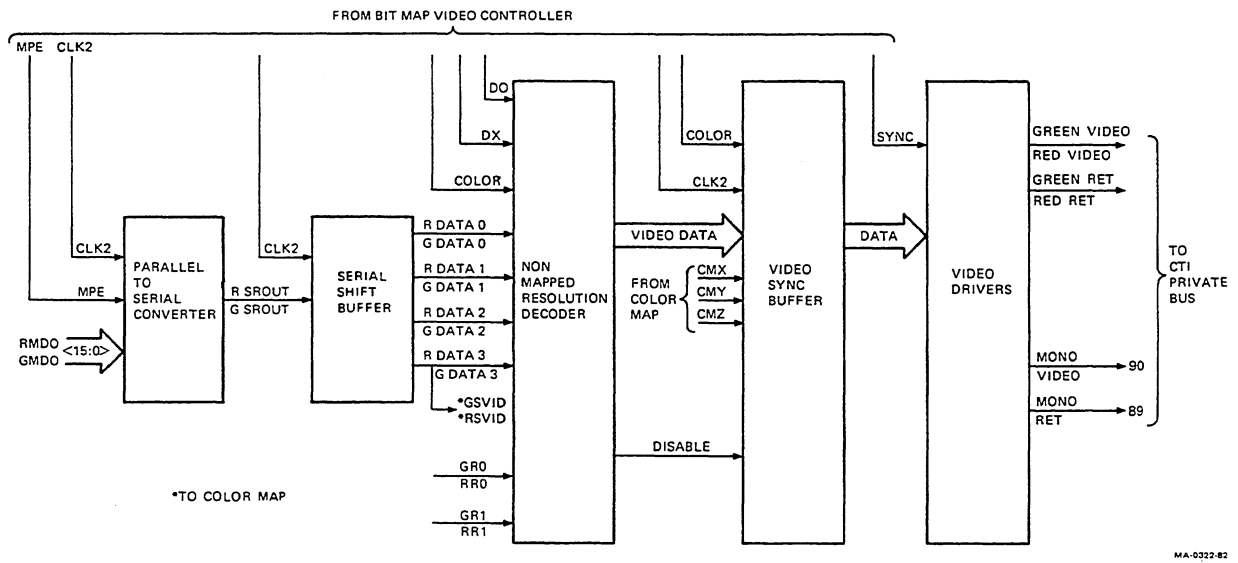 FROM BIT MAP VIDEO CONTROLLER
MPE CLK2
DO
DX
COLOR
COLOR
CLK2
SYNC
GREEN VIDEO
RED VIDEO
GREEN RET
RED RET
CLK2
MPE
RMDO
GMDO
<15:0>
PARALLEL
TO
SERIAL
CONVERTER
R SROUT
G SROUT
CLK2
SERIAL
SHIFT
BUFFER
R DATA 0
G DATA 0
R DATA 1
G DATA 1
R DATA 2
G DATA 2
R DATA 3
G DATA 3
*GSVID
*RSVID
GR0
RR0
GR1
RR1
NON
MAPPED
RESOLUTION
DECODER
VIDEO DATA
FROM
COLOR
MAP
CMX
CMY
CMZ
DISABLE
VIDEO
SYNC
BUFFER
DATA
VIDEO
DRIVERS
MONO
VIDEO
90
MONO
RET
89
TO
CTI
PRIVATE
BUS
*TO COLOR MAP
MA-0322-82